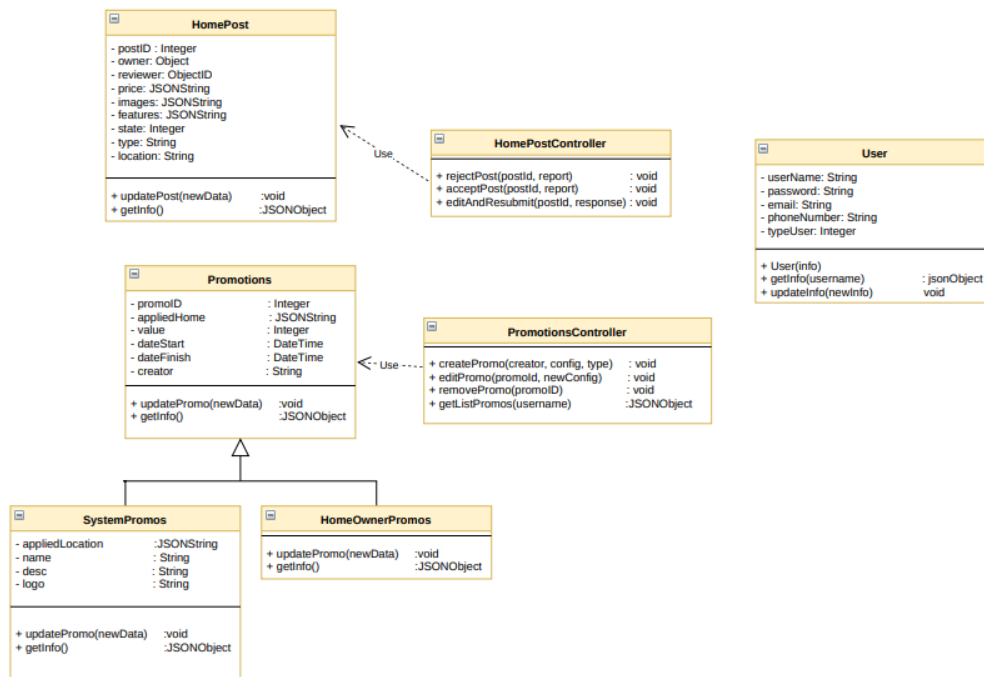 HomePost
- postID : Integer
- owner: Object
- reviewer: ObjectID
- price: JSONString
- images: JSONString
- features: JSONString
- state: Integer
- type: String
- location: String
+ updatePost(newData) :void
+ getInfo() :JSONObject
Use
HomePostController
+ rejectPost(postId, report) : void
+ acceptPost(postId, report) : void
+ editAndResubmit(postId, response) : void
User
- userName: String
- password: String
- email: String
- phoneNumber: String
- typeUser: Integer
+ User(info)
+ getInfo(username) : jsonObject
+ updateInfo(newInfo) void
Promotions
- promoID : Integer
- appliedHome : JSONString
- value : Integer
- dateStart : DateTime
- dateFinish : DateTime
- creator : String
+ updatePromo(newData) :void
+ getInfo() :JSONObject
Use
PromotionsController
+ createPromo(creator, config, type) : void
+ editPromo(promoId, newConfig) : void
+ removePromo(promoID) : void
+ getListPromos(username) :JSONObject
SystemPromos
- appliedLocation :JSONString
- name : String
- desc : String
- logo : String
+ updatePromo(newData) :void
+ getInfo() :JSONObject
HomeOwnerPromos
+ updatePromo(newData) :void
+ getInfo() :JSONObject